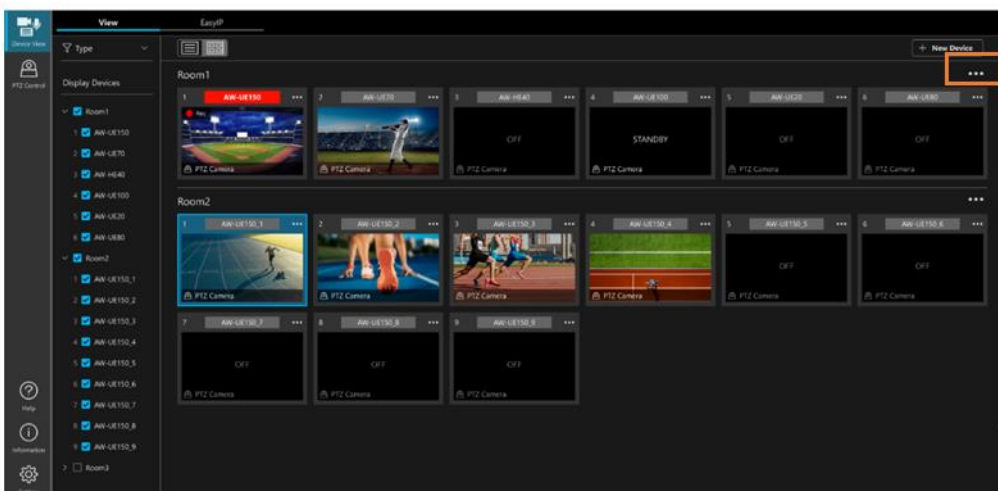 View
EasyIP
Device View
Type
+ New Device
PTZ Control
Display Devices
Room1
1 AW-UE150
2 AW-UE70
3 AW-HE40
4 AW-UE100
5 AW-UE20
6 AW-UE80
Rec
OFF
STANDBY
OFF
OFF
PTZ Camera
PTZ Camera
PTZ Camera
PTZ Camera
PTZ Camera
PTZ Camera
Room2
1 AW-UE150_1
2 AW-UE150_2
3 AW-UE150_3
4 AW-UE150_4
5 AW-UE150_5
6 AW-UE150_6
OFF
OFF
PTZ Camera
PTZ Camera
PTZ Camera
PTZ Camera
PTZ Camera
PTZ Camera
7 AW-UE150_7
8 AW-UE150_8
9 AW-UE150_9
OFF
OFF
OFF
PTZ Camera
PTZ Camera
PTZ Camera
Room1
1 AW-UE150
2 AW-UE70
3 AW-HE40
4 AW-UE100
5 AW-UE20
6 AW-UE80
Room2
1 AW-UE150_1
2 AW-UE150_2
3 AW-UE150_3
4 AW-UE150_4
5 AW-UE150_5
6 AW-UE150_6
7 AW-UE150_7
8 AW-UE150_8
9 AW-UE150_9
Room3
Help
Information